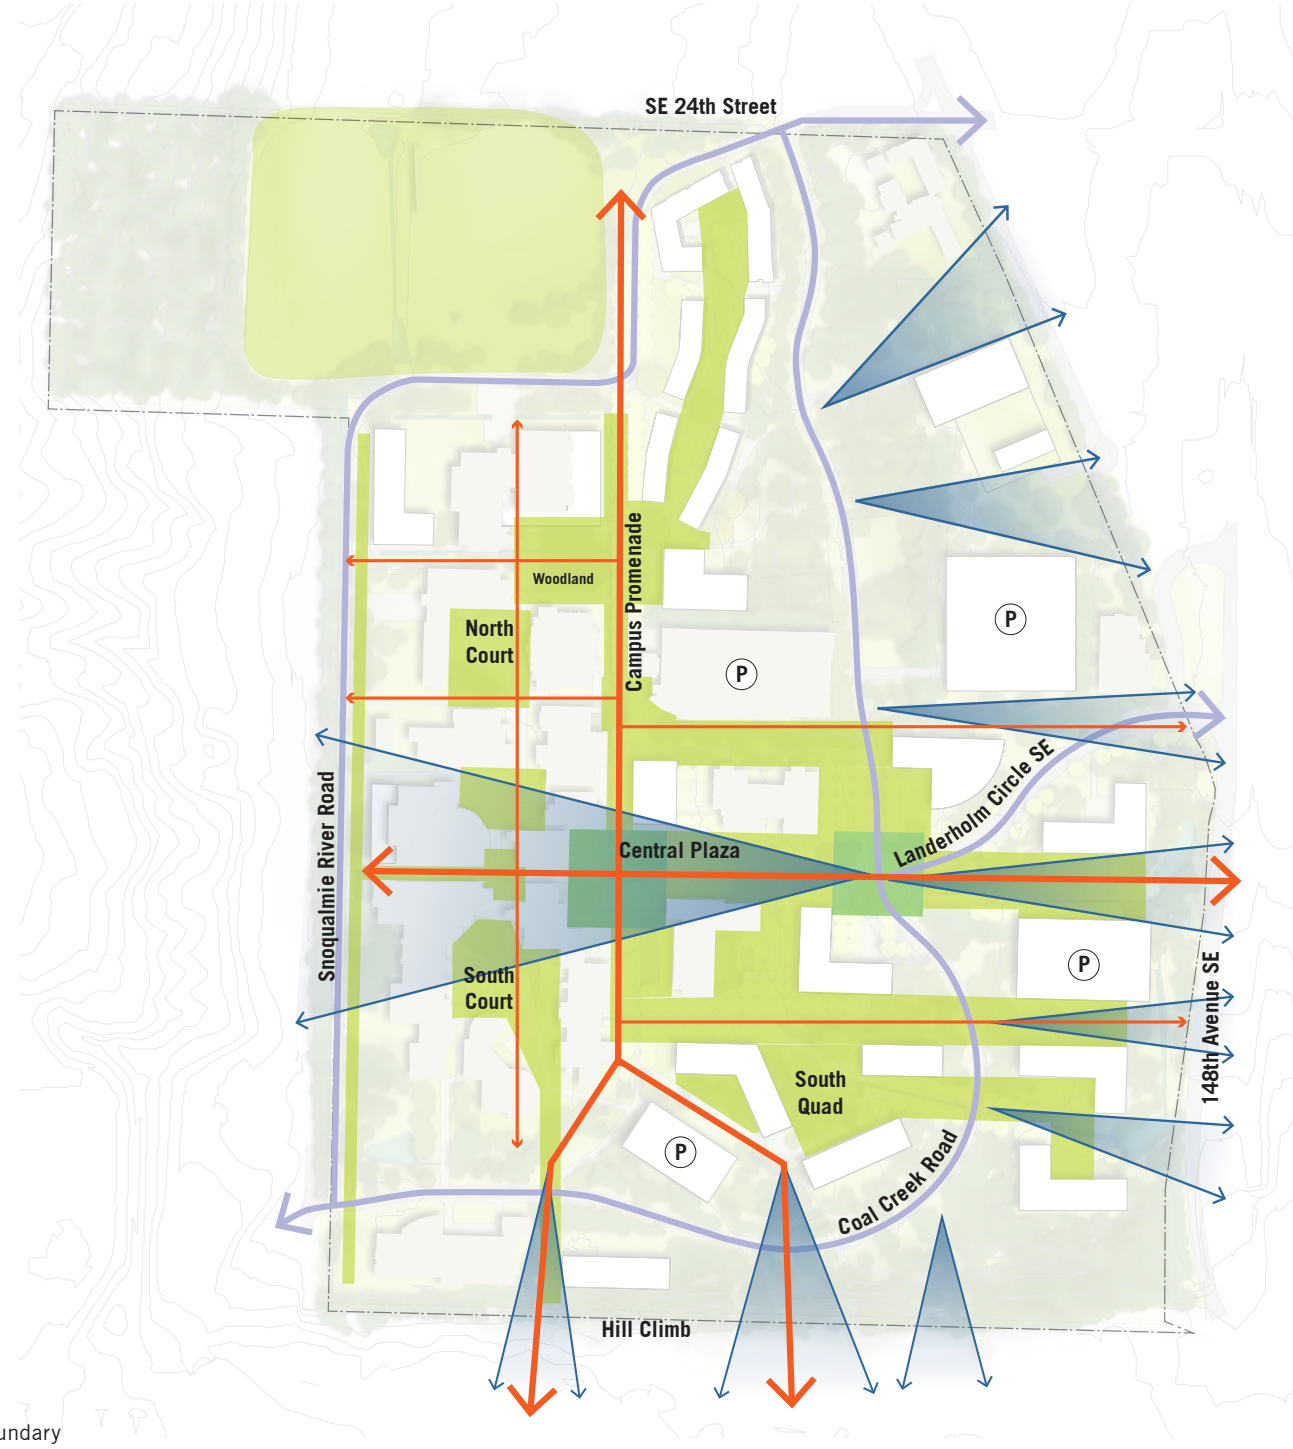 SE 24th Street
Woodland
Campus Promenade
North
Court
P
P
Landerholm Circle SE
Snoqualmie River Road
Central Plaza
South
Court
P
148th Avenue SE
South
Quad
P
Coal Creek Road
Hill Climb
undary